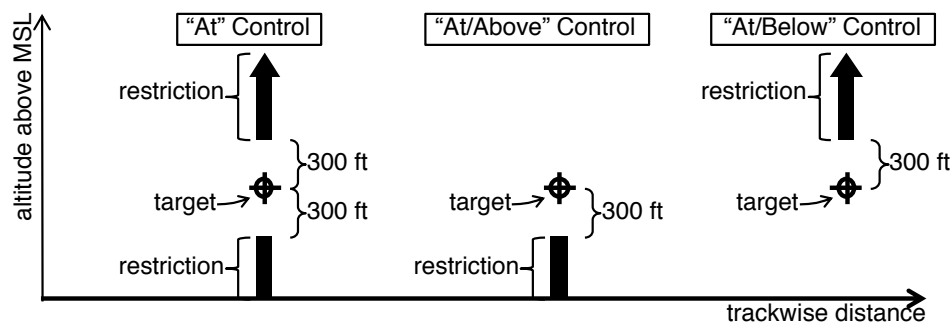 "At" Control
"At/Above" Control
"At/Below" Control
altitude above MSL
restriction
300 ft
target
300 ft
restriction
target
300 ft
restriction
restriction
300 ft
target
trackwise distance